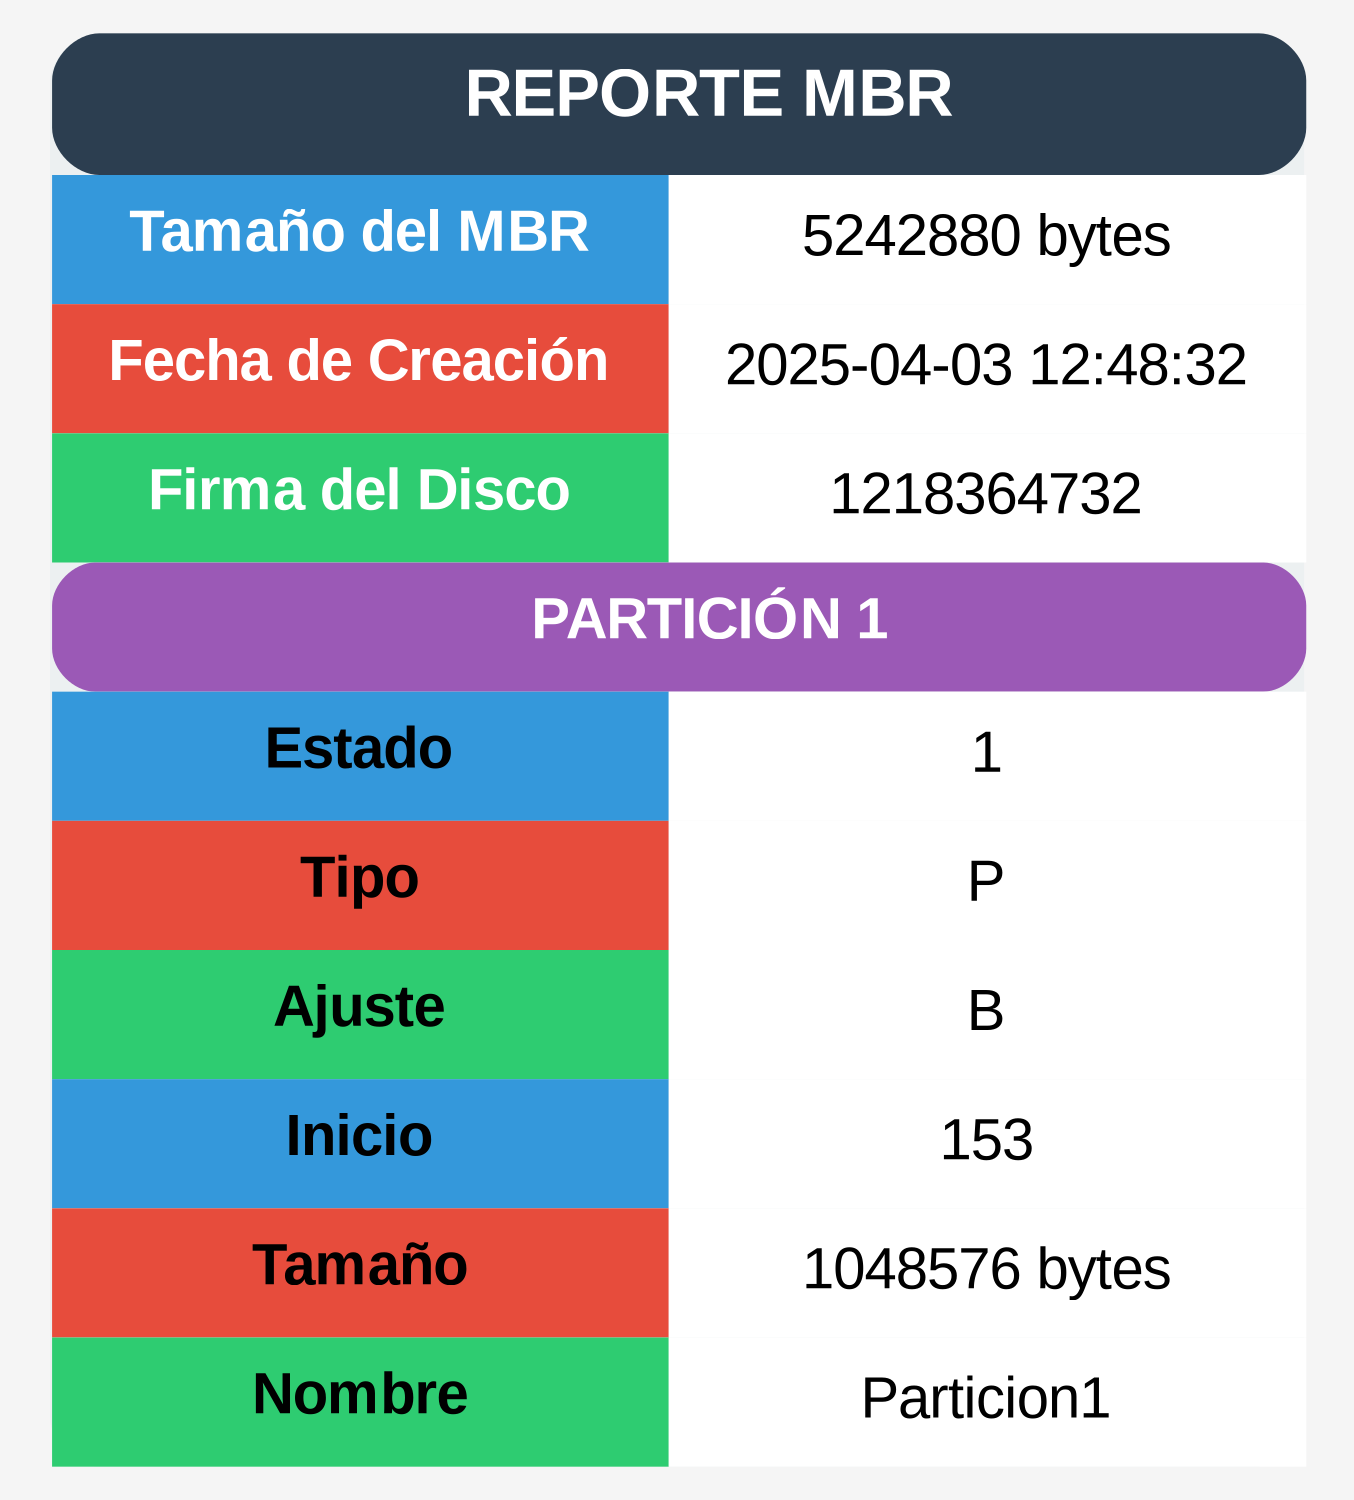 REPORTE MBR
Tamaño del MBR 5242880 bytes
Fecha de Creación 2025-04-03 12:48:32
Firma del Disco 1218364732
PARTICIÓN 1
Estado 1
Tipo P
Ajuste B
Inicio 153
Tamaño 1048576 bytes
Nombre Particion1